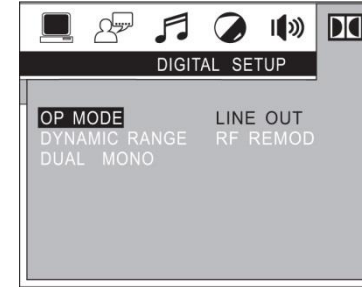 DIGITAL SETUP
OP MODE LINE OUT
DYNAMIC RANGE RF REMOD
DUAL MONO